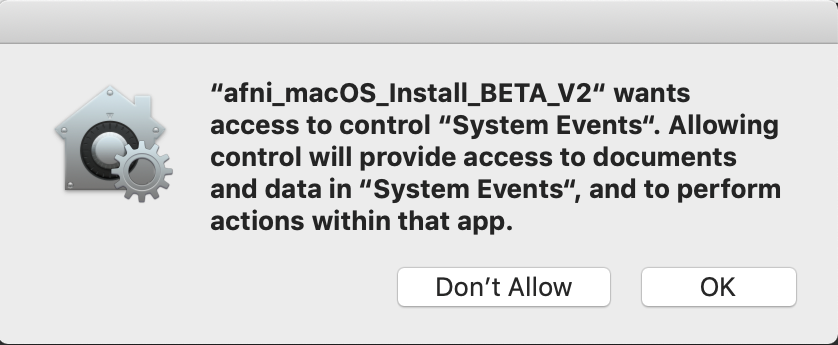 “afni_macOS_Install_BETA_V2“ wants
access to control “System Events“. Allowing
control will provide access to documents
and data in “System Events“, and to perform
actions within that app.
Don’t Allow
OK